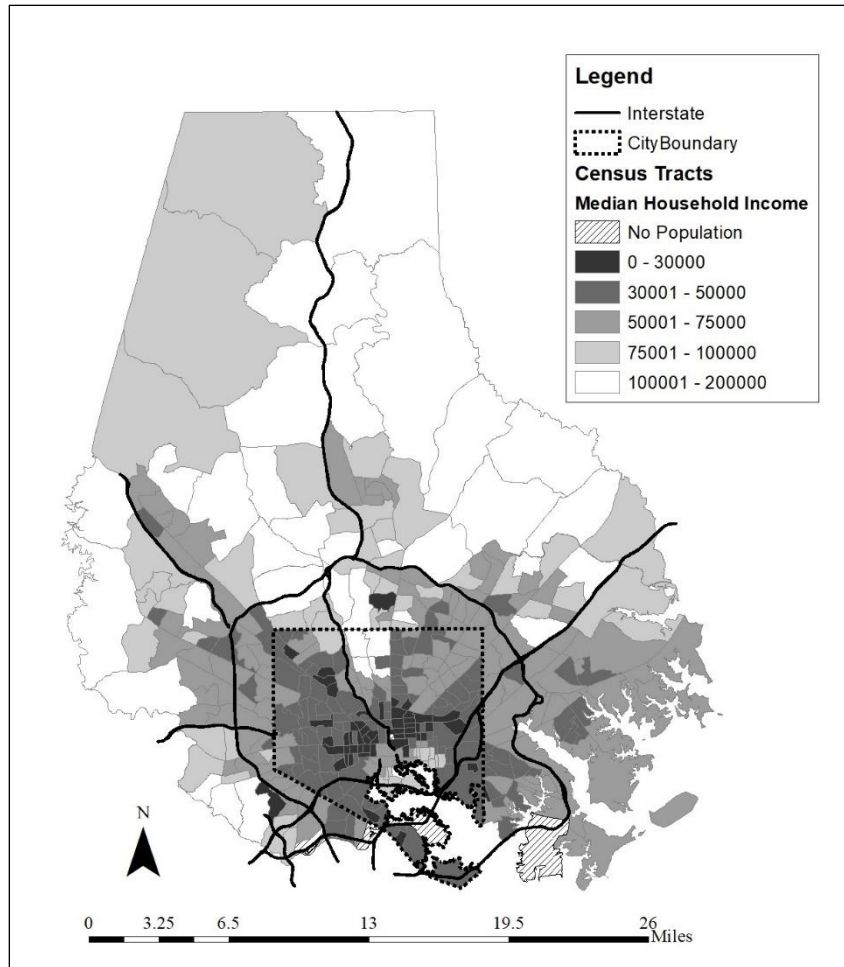 Legend
Interstate
CityBoundary
Census Tracts
Median Household Income
No Population
0 - 30000
30001 - 50000
50001 - 75000
75001 - 100000
100001 - 200000
N
0 3.25 6.5 13 19.5 26
Miles